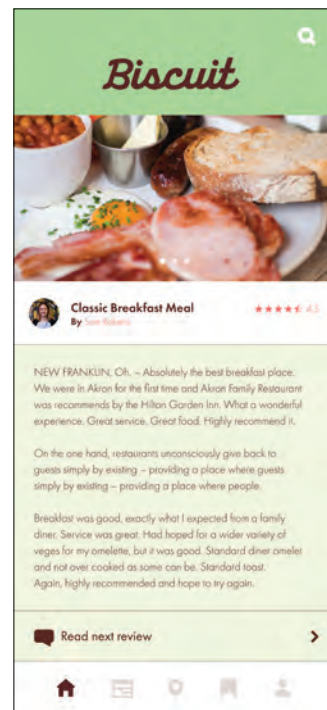 Biscuit
Classic Breakfast Meal
By
4.5
NEW FRANKLIN, Oh. – Absolutely the best breakfast place.
We were in Akron for the first time and Akron Family Restaurant
was recommends by the Hilton Garden Inn. What a wonderful
experience. Great service. Great food. Highly recommend it.
On the one hand, restaurants unconsciously give back to
guests simply by existing – providing a place where guests
simply by existing – providing a place where people.
Breakfast was good, exactly what I expected from a family
diner. Service was great. Had hoped for a wider variety of
veges for my omelette, but it was good. Standard diner omelet
and not over cooked as some can be. Standard toast.
Again, highly recommended and hope to try again.
Read next review